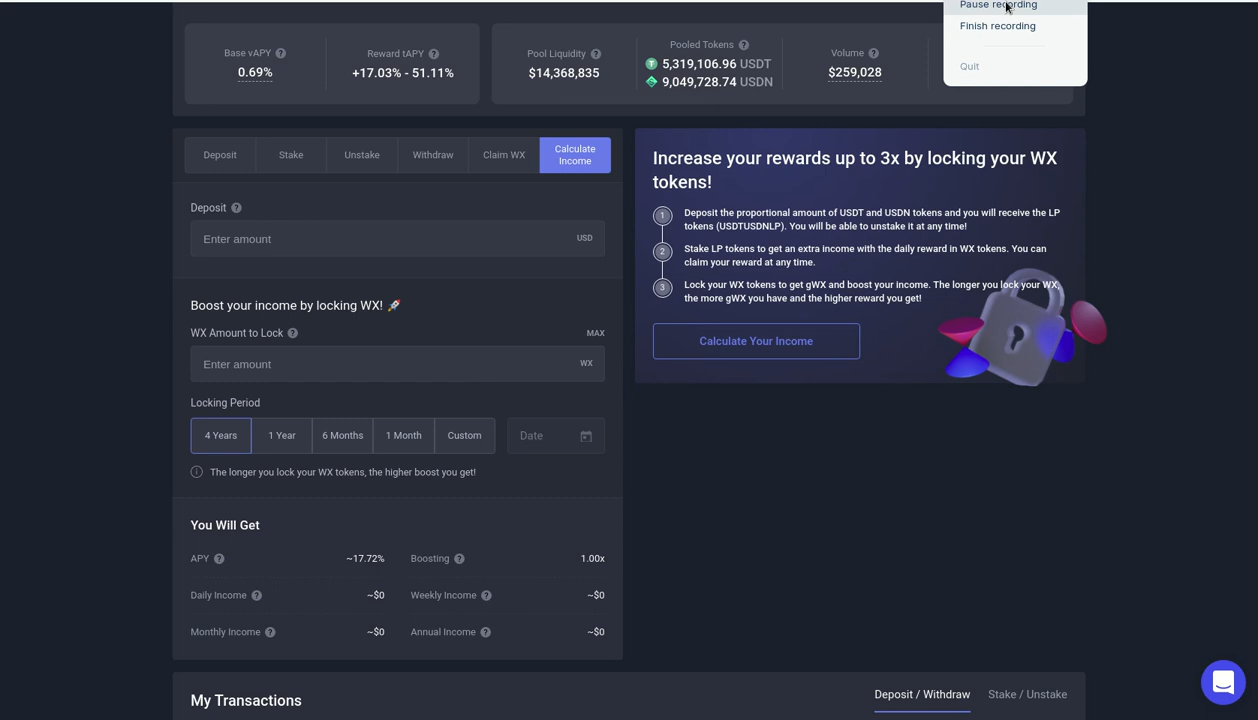 Pause recording
Finish recording
Quit
Base vAPY
0.69%
Reward tAPY
+17.03% - 51.11%
Pool Liquidity
$14,368,835
Pooled Tokens
5,319,106.96 USDT
9,049,728.74 USDN
Volume
$259,028
Deposit
Stake
Unstake
Withdraw
Claim WX
Calculate
Income
Deposit
Enter amount
USD
Boost your income by locking WX! 🚀
WX Amount to Lock
MAX
Enter amount
WX
Locking Period
4 Years
1 Year
6 Months
1 Month
Custom
Date
The longer you lock your WX tokens, the higher boost you get!
You Will Get
APY
~17.72%
Boosting
1.00x
Daily Income
~$0
Weekly Income
~$0
Monthly Income
~$0
Annual Income
~$0
Increase your rewards up to 3x by locking your WX
tokens!
1
Deposit the proportional amount of USDT and USDN tokens and you will receive the LP
tokens (USDTUSDNLP). You will be able to unstake it at any time!
2
Stake LP tokens to get an extra income with the daily reward in WX tokens. You can
claim your reward at any time.
3
Lock your WX tokens to get gWX and boost your income. The longer you lock your WX,
the more gWX you have and the higher reward you get!
Calculate Your Income
My Transactions
Deposit / Withdraw
Stake / Unstake